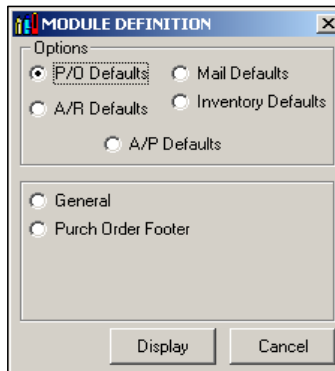 MODULE DEFINITION
Options
P/O Defaults Mail Defaults
A/R Defaults Inventory Defaults
A/P Defaults
General
Purch Order Footer
Display Cancel